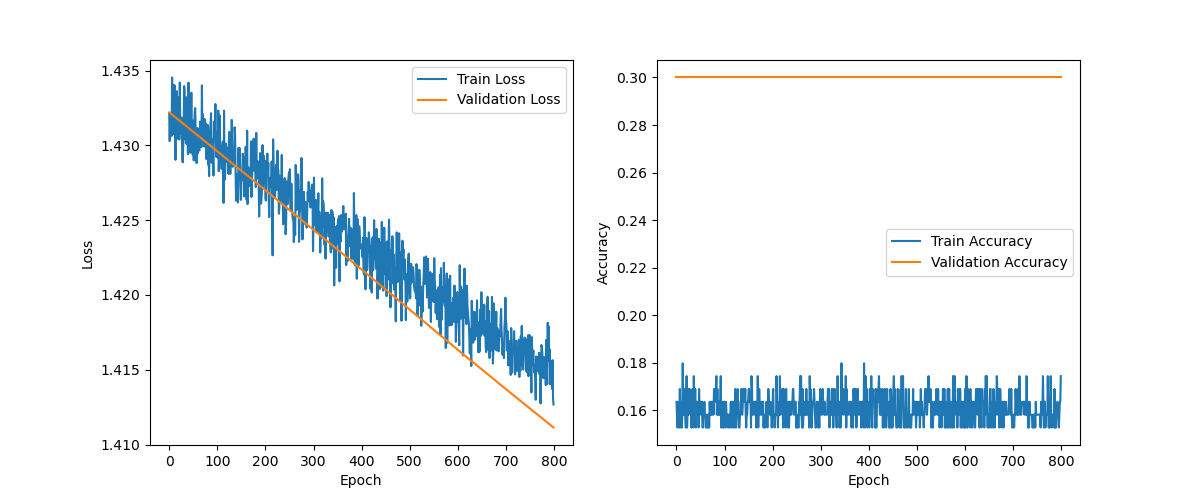 1.435
1.430
1.425
1.420
1.415
1.410
Loss
0 100 200 300 400 500 600 700 800
Epoch
Train Loss
Validation Loss
0.30
0.28
0.26
0.24
0.22
0.20
0.18
0.16
Accuracy
0 100 200 300 400 500 600 700 800
Epoch
Train Accuracy
Validation Accuracy